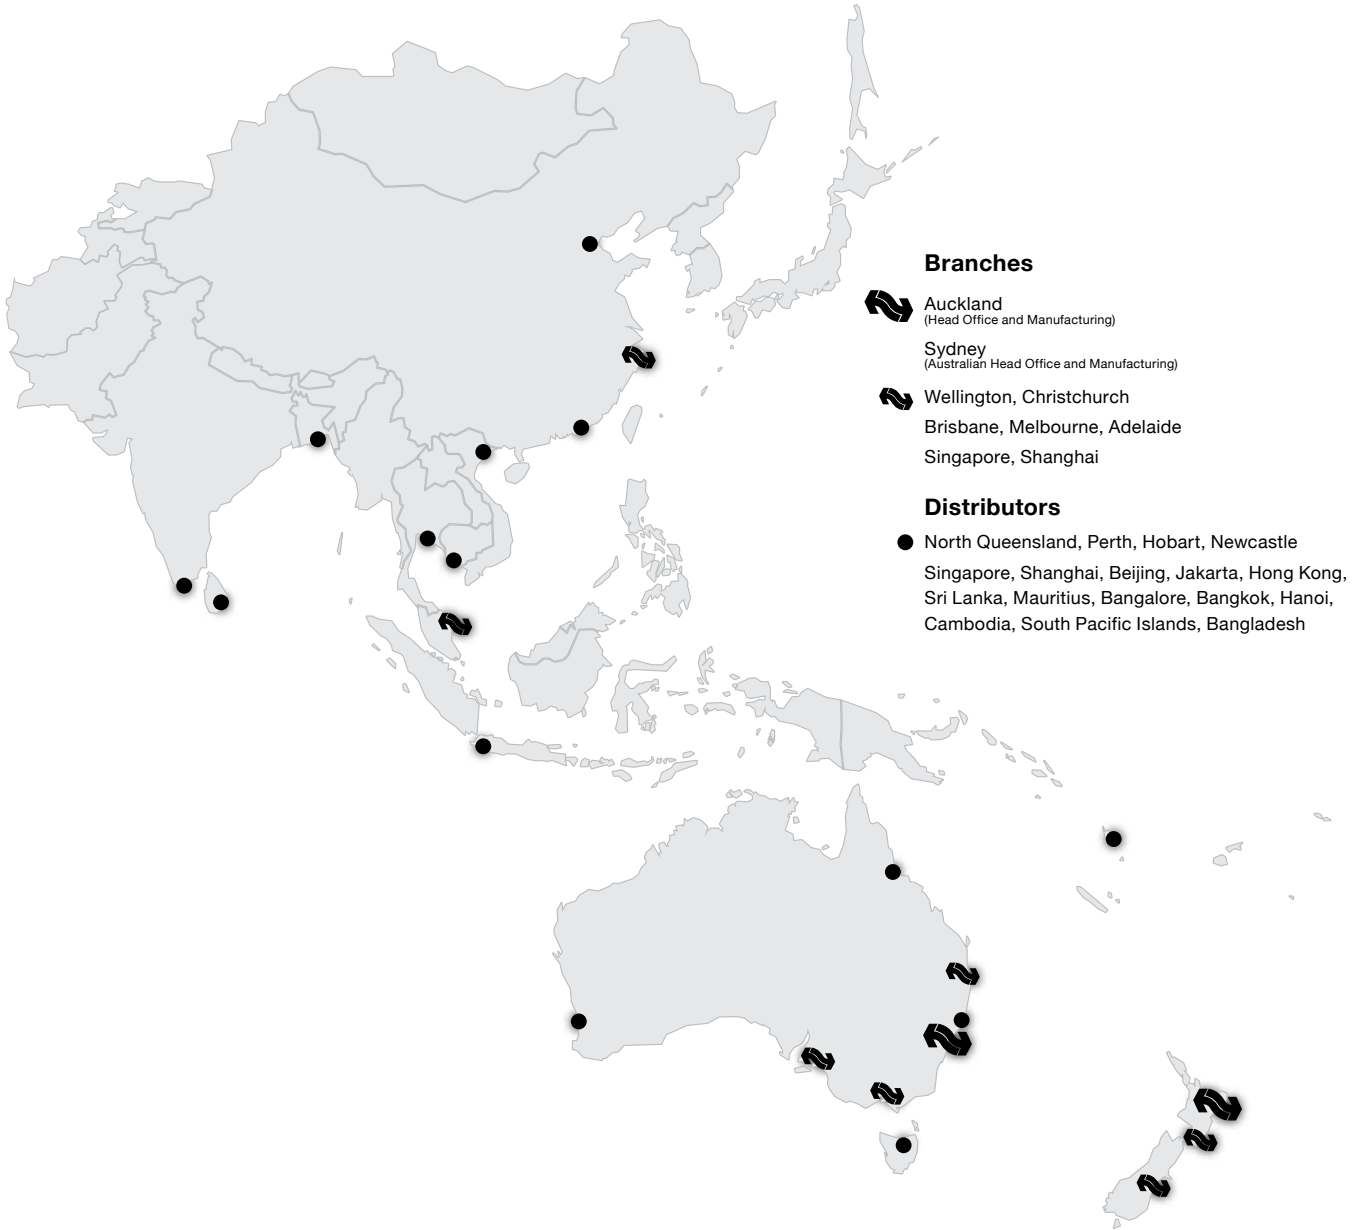 Branches
Auckland
(Head Office and Manufacturing)
Sydney
(Australian Head Office and Manufacturing)
Wellington, Christchurch
Brisbane, Melbourne, Adelaide
Singapore, Shanghai
Distributors
North Queensland, Perth, Hobart, Newcastle
Singapore, Shanghai, Beijing, Jakarta, Hong Kong,
Sri Lanka, Mauritius, Bangalore, Bangkok, Hanoi,
Cambodia, South Pacific Islands, Bangladesh